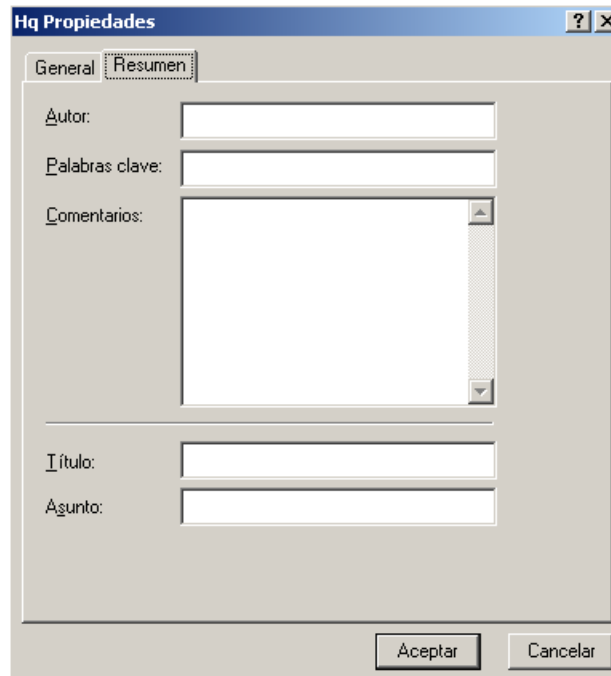 Hq Propiedades
General Resumen
Autor:
Palabras clave:
Comentarios:
Título:
Asunto:
Aceptar Cancelar